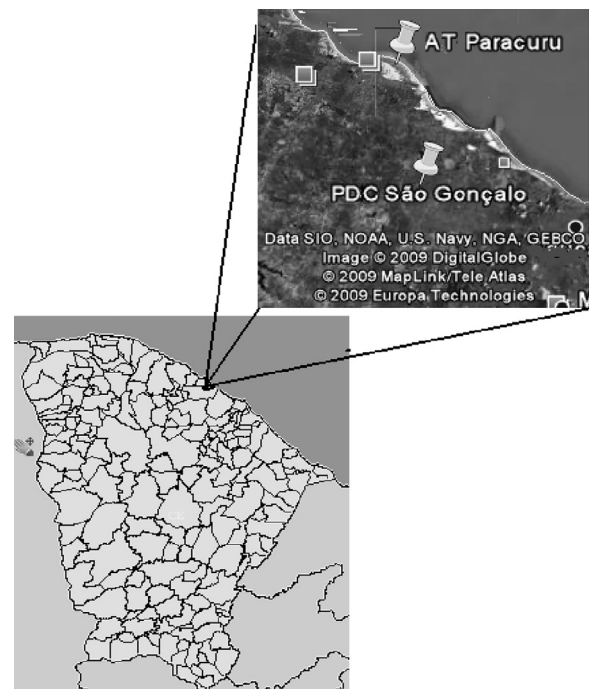 AT Paracuru
PDC São Gonçalo
Data SIO, NOAA, U.S. Navy, NGA, GEBCO
Image © 2009 DigitalGlobe
© 2009 MapLink/Tele Atlas
© 2009 Europa Technologies